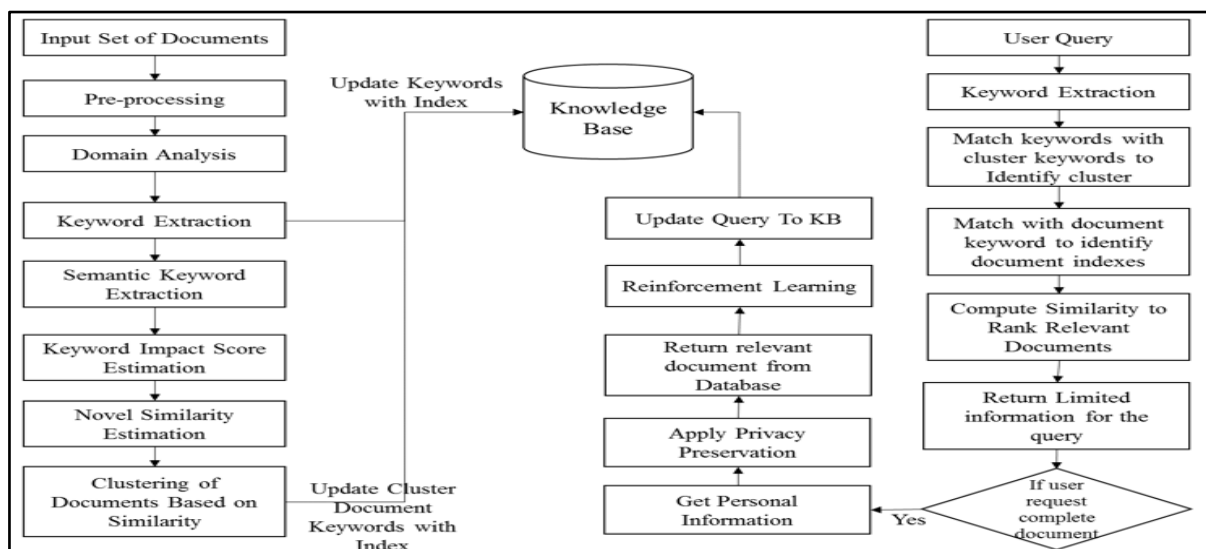 Input Set of Documents
Pre-processing
Domain Analysis
Keyword Extraction
Semantic Keyword
Extraction
Keyword Impact Score
Estimation
Novel Similarity
Estimation
Clustering of
Documents Based on
Similarity
Update Keywords
with Index
Update Cluster
Document
Keywords with
Index
Knowledge
Base
Update Query To KB
Reinforcement Learning
Return relevant
document from
Database
Apply Privacy
Preservation
Get Personal
Information
User Query
Keyword Extraction
Match keywords with
cluster keywords to
Identify cluster
Match with document
keyword to identify
document indexes
Compute Similarity to
Rank Relevant
Documents
Return Limited
information for the
query
If user
request
complete
document
Yes